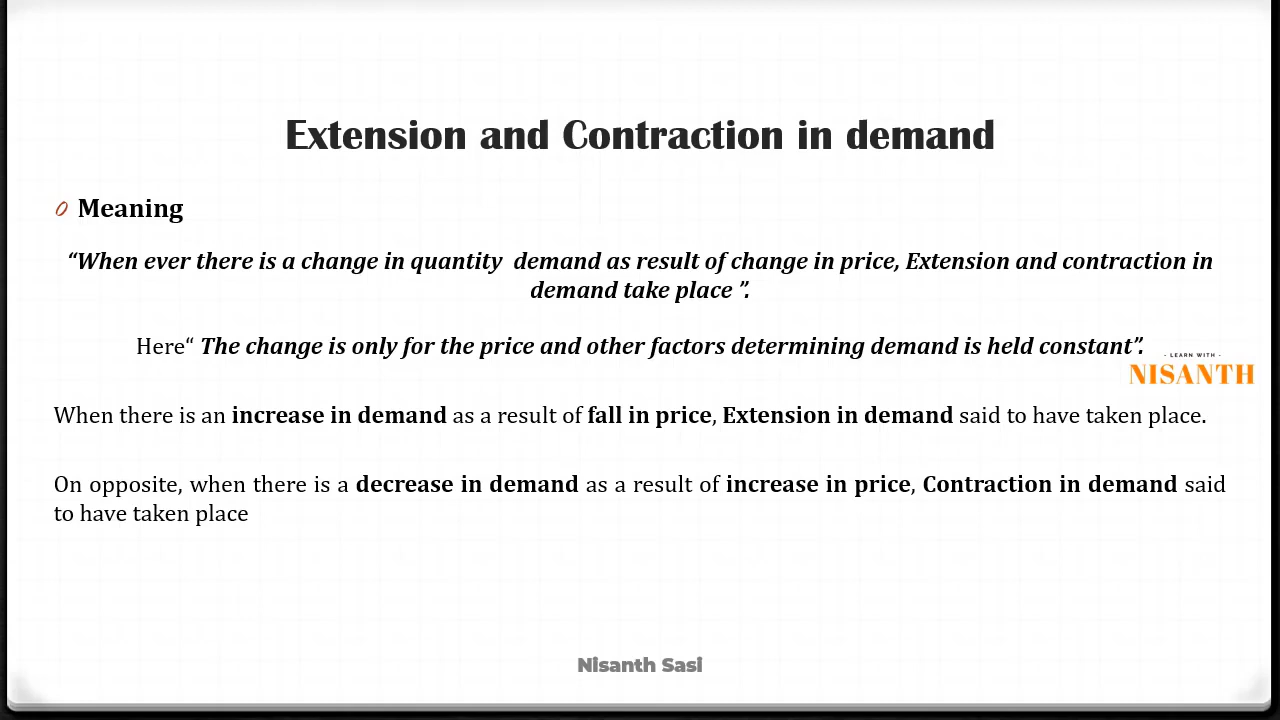 Extension and Contraction in demand
Meaning
“When ever there is a change in quantity  demand as result of change in price, Extension and contraction in
demand take place ”.
Here“ The change is only for the price and other factors determining demand is held constant”.
- LEARN WITH -
NISANTH
When there is an increase in demand as a result of fall in price, Extension in demand said to have taken place.
On opposite, when there is a decrease in demand as a result of increase in price, Contraction in demand said
to have taken place
Nisanth Sasi